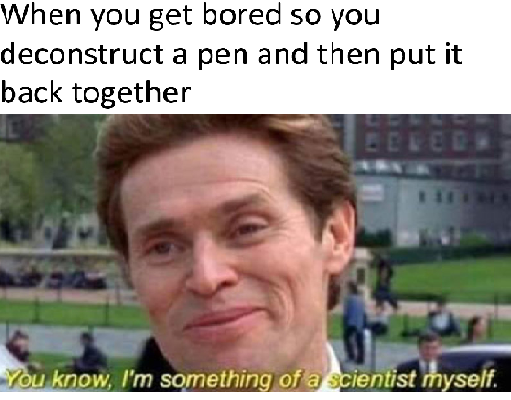 When you get bored so you
deconstruct a pen and then put it
back together
You know, I'm something of a scientist myself.